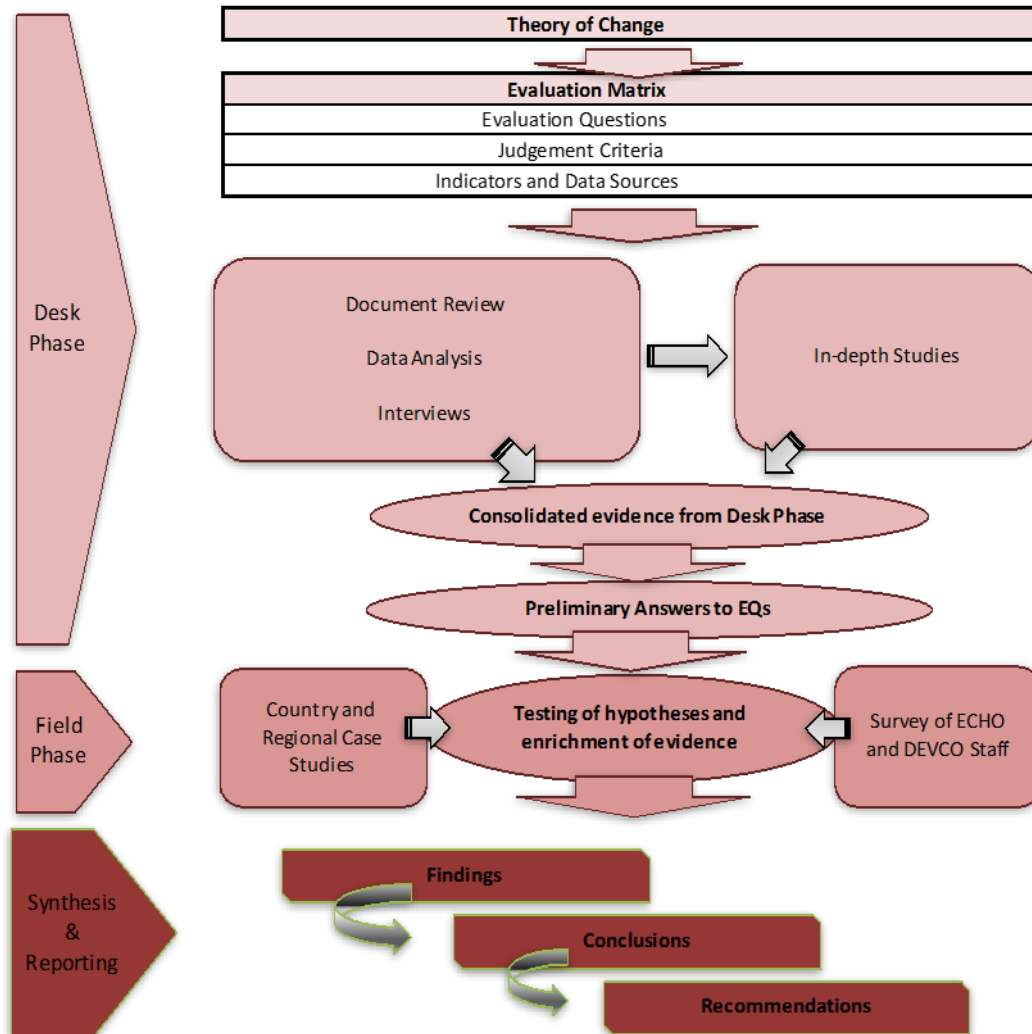 Theory of Change
Evaluation Matrix
Evaluation Questions
Judgement Criteria
Indicators and Data Sources
Desk
Phase
Document Review
Data Analysis
Interviews
In-depth Studies
Consolidated evidence from Desk Phase
Preliminary Answers to EQs
Field
Phase
Country and
Regional Case
Studies
Testing of hypotheses and
enrichment of evidence
Survey of ECHO
and DEVCO Staff
Synthesis
&
Reporting
Findings
Conclusions
Recommendations